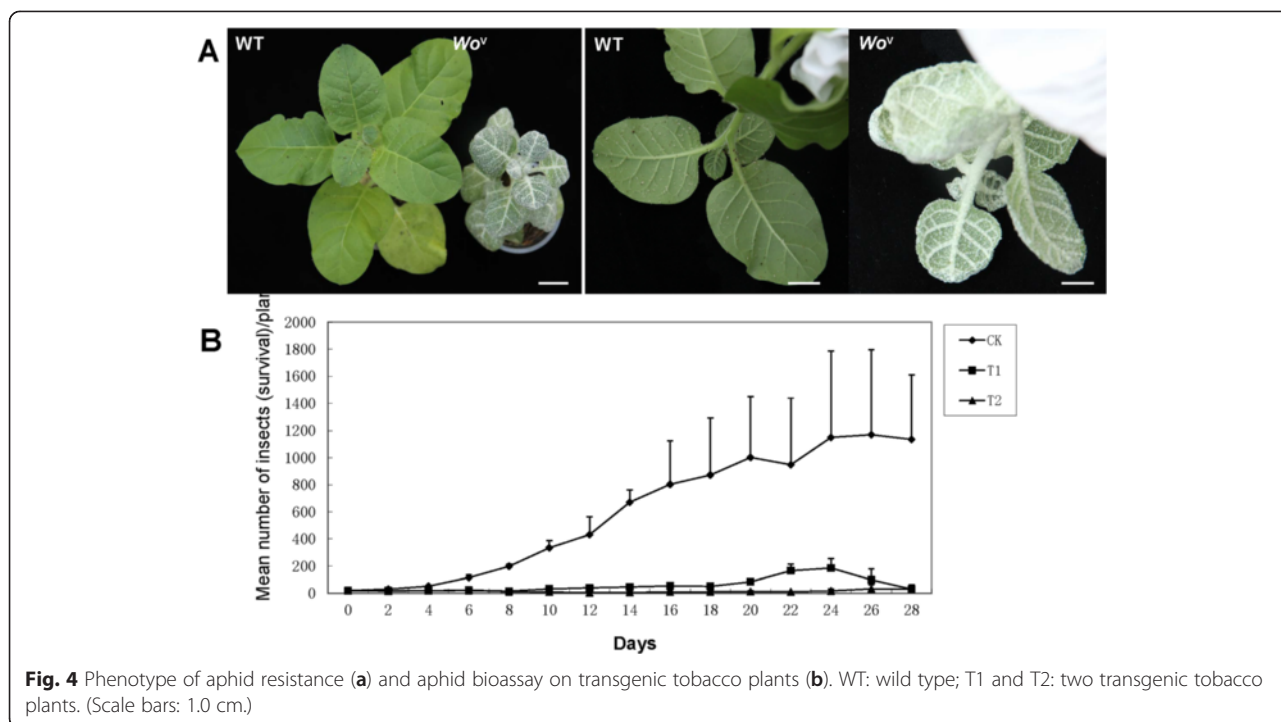 A
WT
Wo^v
WT
Wo^v
B
Mean number of insects (survival)/plan
2000
1800
1600
1400
1200
1000
800
600
400
200
0
0 2 4 6 8 10 12 14 16 18 20 22 24 26 28
Days
CK
T1
T2
Fig. 4 Phenotype of aphid resistance (a) and aphid bioassay on transgenic tobacco plants (b). WT: wild type; T1 and T2: two transgenic tobacco
plants. (Scale bars: 1.0 cm.)